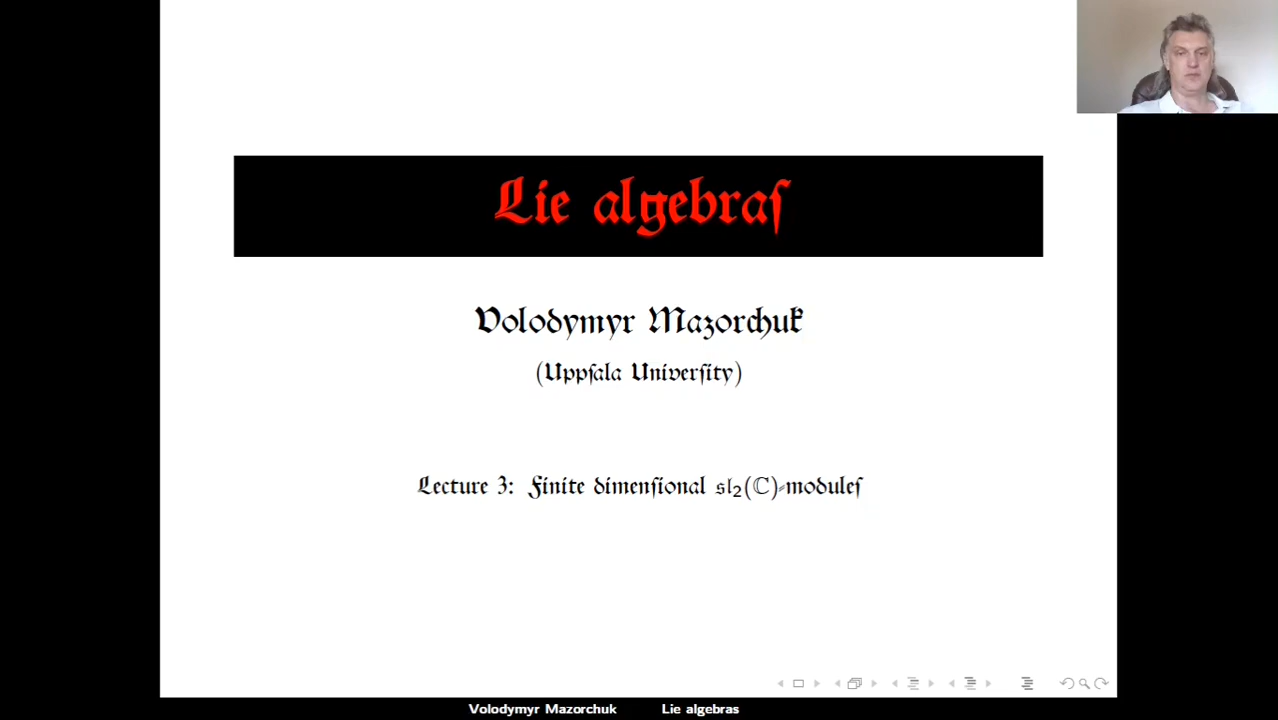 Lie algebraſ
Volodymyr Mazorchuk
(Uppſala Univerſity)
Lecture 3: Finite dimenſional 𝔰𝔩₂(ℂ)-moduleſ
Volodymyr Mazorchuk Lie algebras